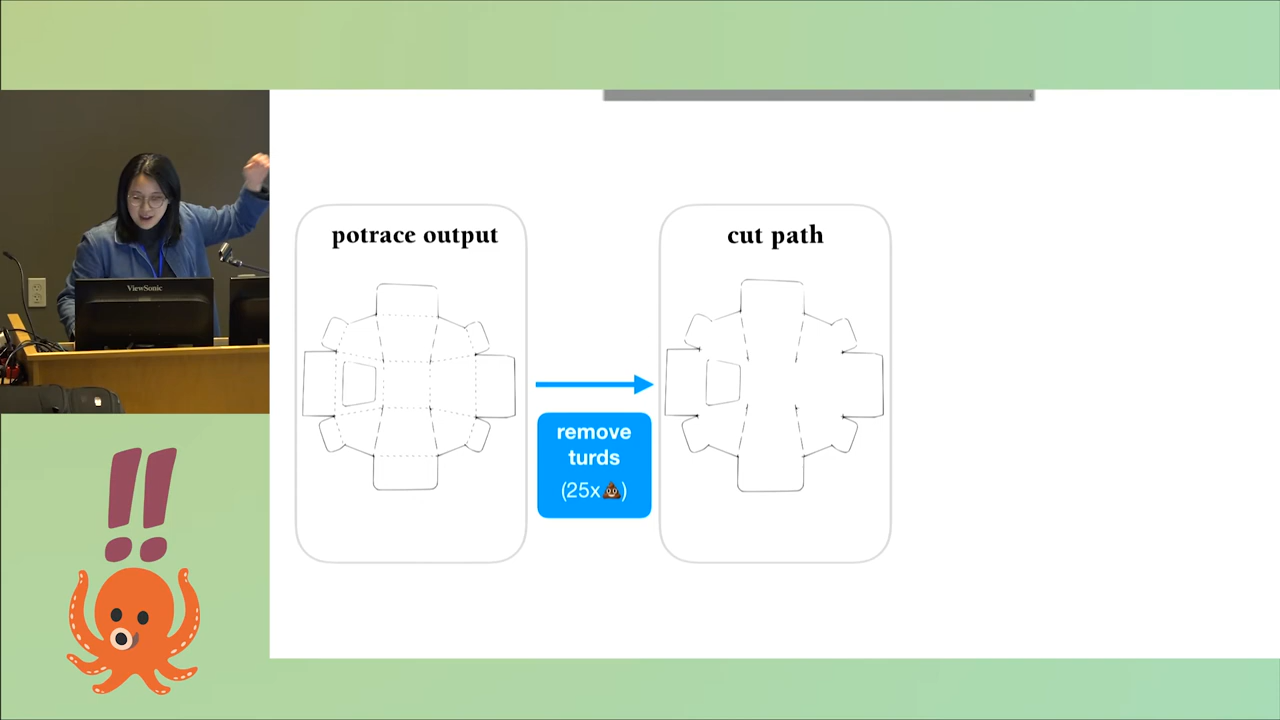 ViewSonic
!!
potrace output
cut path
remove
turds
(25x💩)